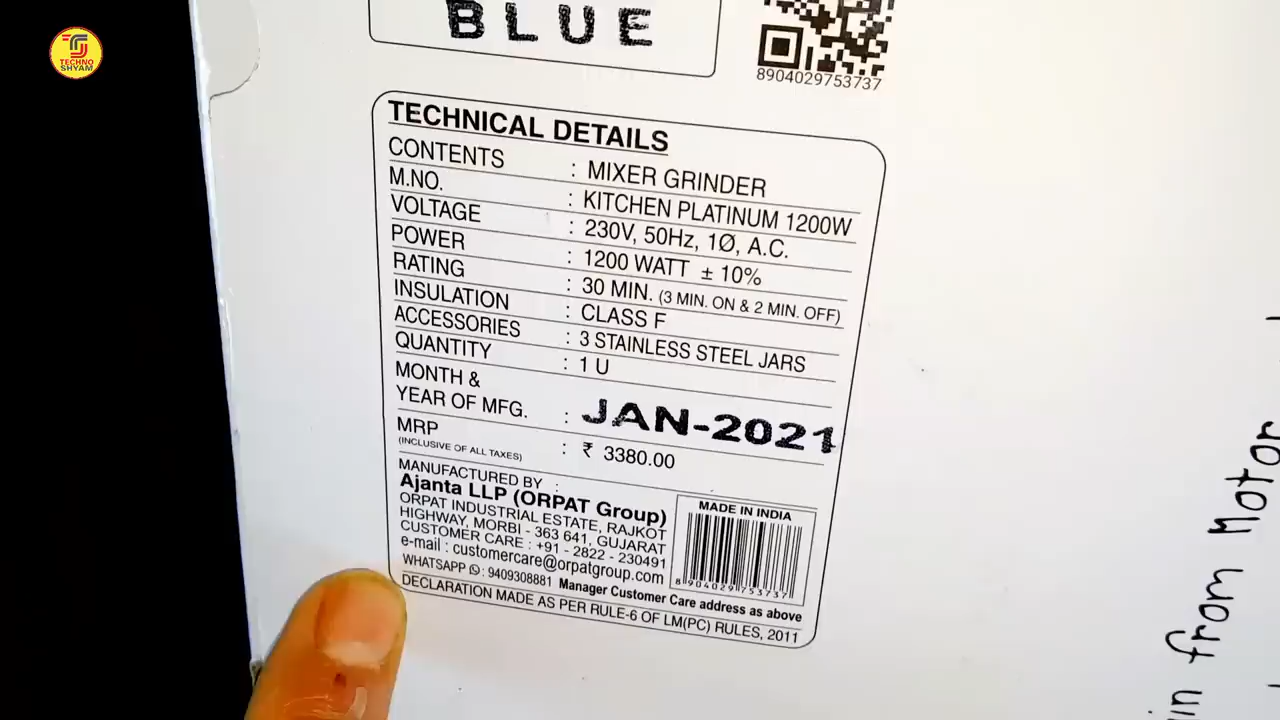 TECHNO
SHYAM
BLUE
8904029753737
TECHNICAL DETAILS
CONTENTS : MIXER GRINDER
M.NO. : KITCHEN PLATINUM 1200W
VOLTAGE : 230V, 50Hz, 1Ø, A.C.
POWER : 1200 WATT ± 10%
RATING : 30 MIN. (3 MIN. ON & 2 MIN. OFF)
INSULATION : CLASS F
ACCESSORIES : 3 STAINLESS STEEL JARS
QUANTITY : 1 U
MONTH &
YEAR OF MFG. : JAN-2021
MRP : ₹ 3380.00
(INCLUSIVE OF ALL TAXES)
MANUFACTURED BY :
Ajanta LLP (ORPAT Group)
ORPAT INDUSTRIAL ESTATE, RAJKOT
HIGHWAY, MORBI - 363 641, GUJARAT
CUSTOMER CARE : +91 - 2822 - 230491
e-mail : customercare@orpatgroup.com
MADE IN INDIA
8904029753737
WHATSAPP : 9409308881 Manager Customer Care address as above
DECLARATION MADE AS PER RULE-6 OF LM(PC) RULES, 2011
from Motor